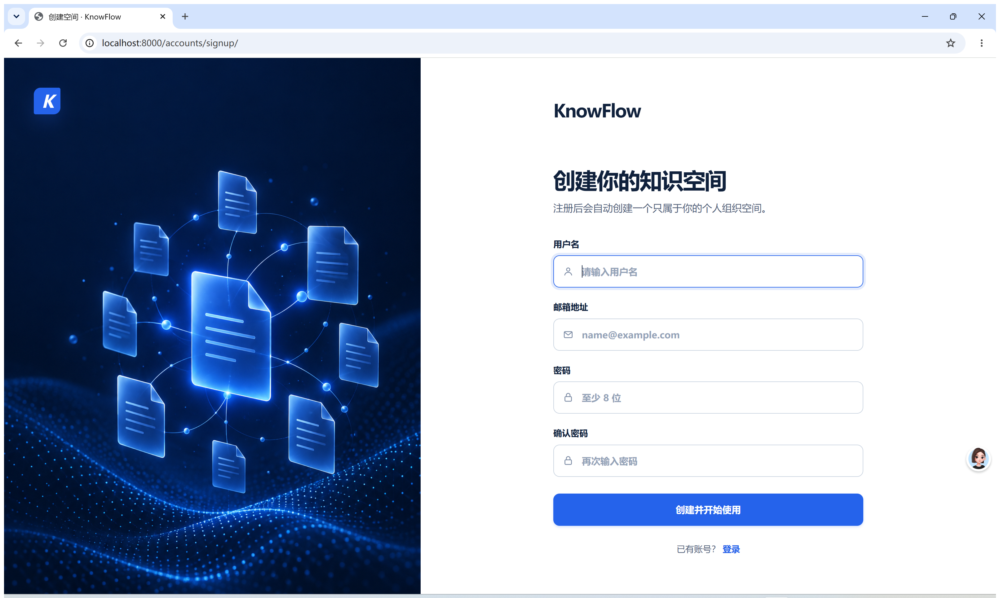 创建空间 · KnowFlow
localhost:8000/accounts/signup/
K
KnowFlow
创建你的知识空间
注册后会自动创建一个只属于你的个人组织空间。
用户名
请输入用户名
邮箱地址
name@example.com
密码
至少 8 位
确认密码
再次输入密码
创建并开始使用
已有账号? 登录